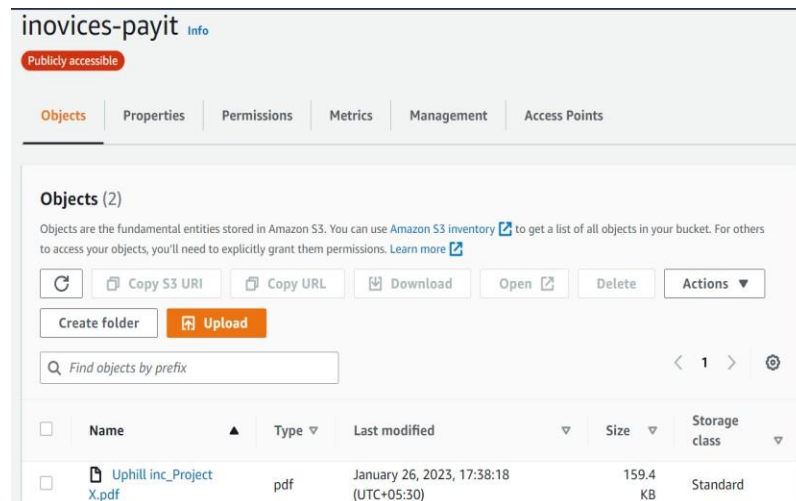 inovices-payit Info
Publicly accessible
Objects Properties Permissions Metrics Management Access Points
Objects (2)
Objects are the fundamental entities stored in Amazon S3. You can use Amazon S3 inventory to get a list of all objects in your bucket. For others
to access your objects, you'll need to explicitly grant them permissions. Learn more
Copy S3 URI Copy URL Download Open Delete Actions
Create folder Upload
Find objects by prefix 1
Name Type Last modified Size Storage
class
Uphill inc_Project January 26, 2023, 17:38:18 159.4
X.pdf pdf (UTC+05:30) KB Standard